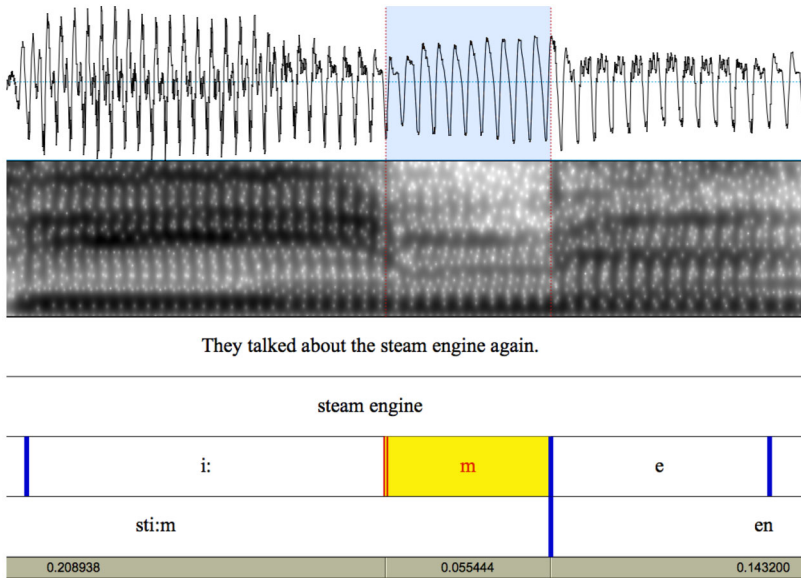 They talked about the steam engine again.
steam engine
i: m e
sti:m en
0.208938 0.055444 0.143200